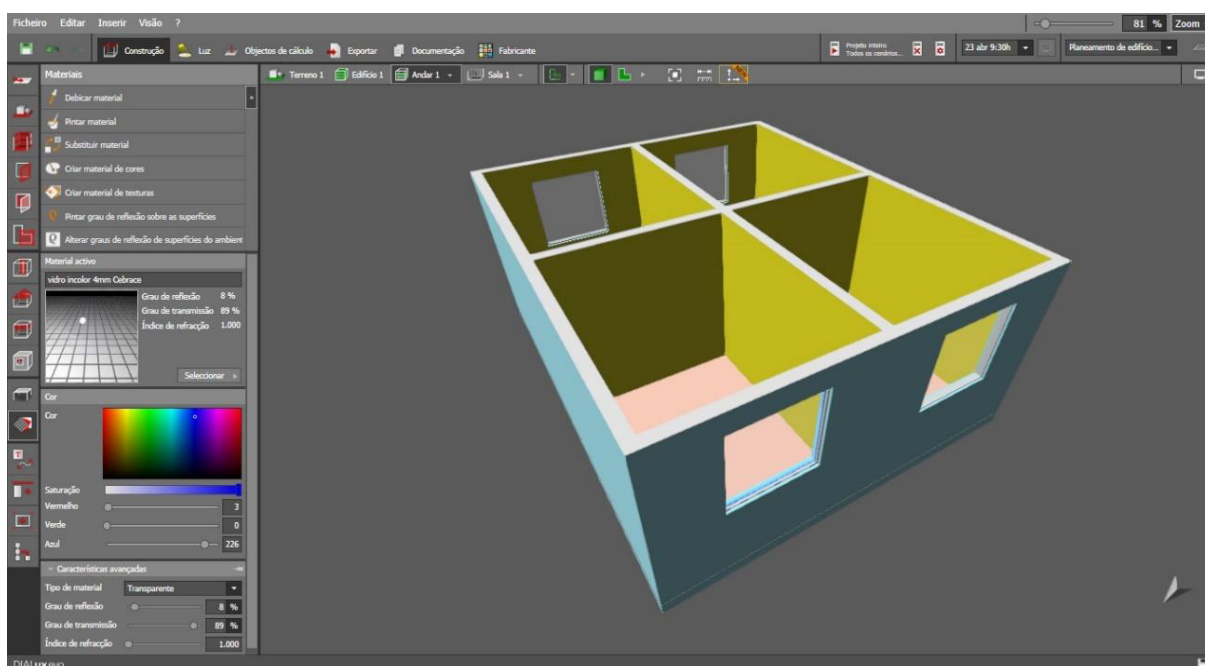 Ficheiro Editar Inserir Visão ?
81 % Zoom
Construção Luz Objectos de cálculo Exportar Documentação Fabricante
Projeto inteiro
Todos os cenários...
23 abr 9:30h
Planeamento de edifício...
Materiais
Terreno 1 Edifício 1 Andar 1 Sala 1
Debicar material
Pintar material
Substituir material
Criar material de cores
Criar material de texturas
Pintar grau de reflexão sobre as superfícies
Alterar graus de reflexão de superfícies do ambient
Material activo
vidro incolor 4mm Cebrace
Grau de reflexão 8 %
Grau de transmissão 89 %
Índice de refracção 1.000
Seleccionar
Cor
Cor
Saturação
Vermelho 3
Verde 0
Azul 226
Características avançadas
Tipo de material Transparente
Grau de reflexão 8 %
Grau de transmissão 89 %
Índice de refracção 1.000
DIALux evo